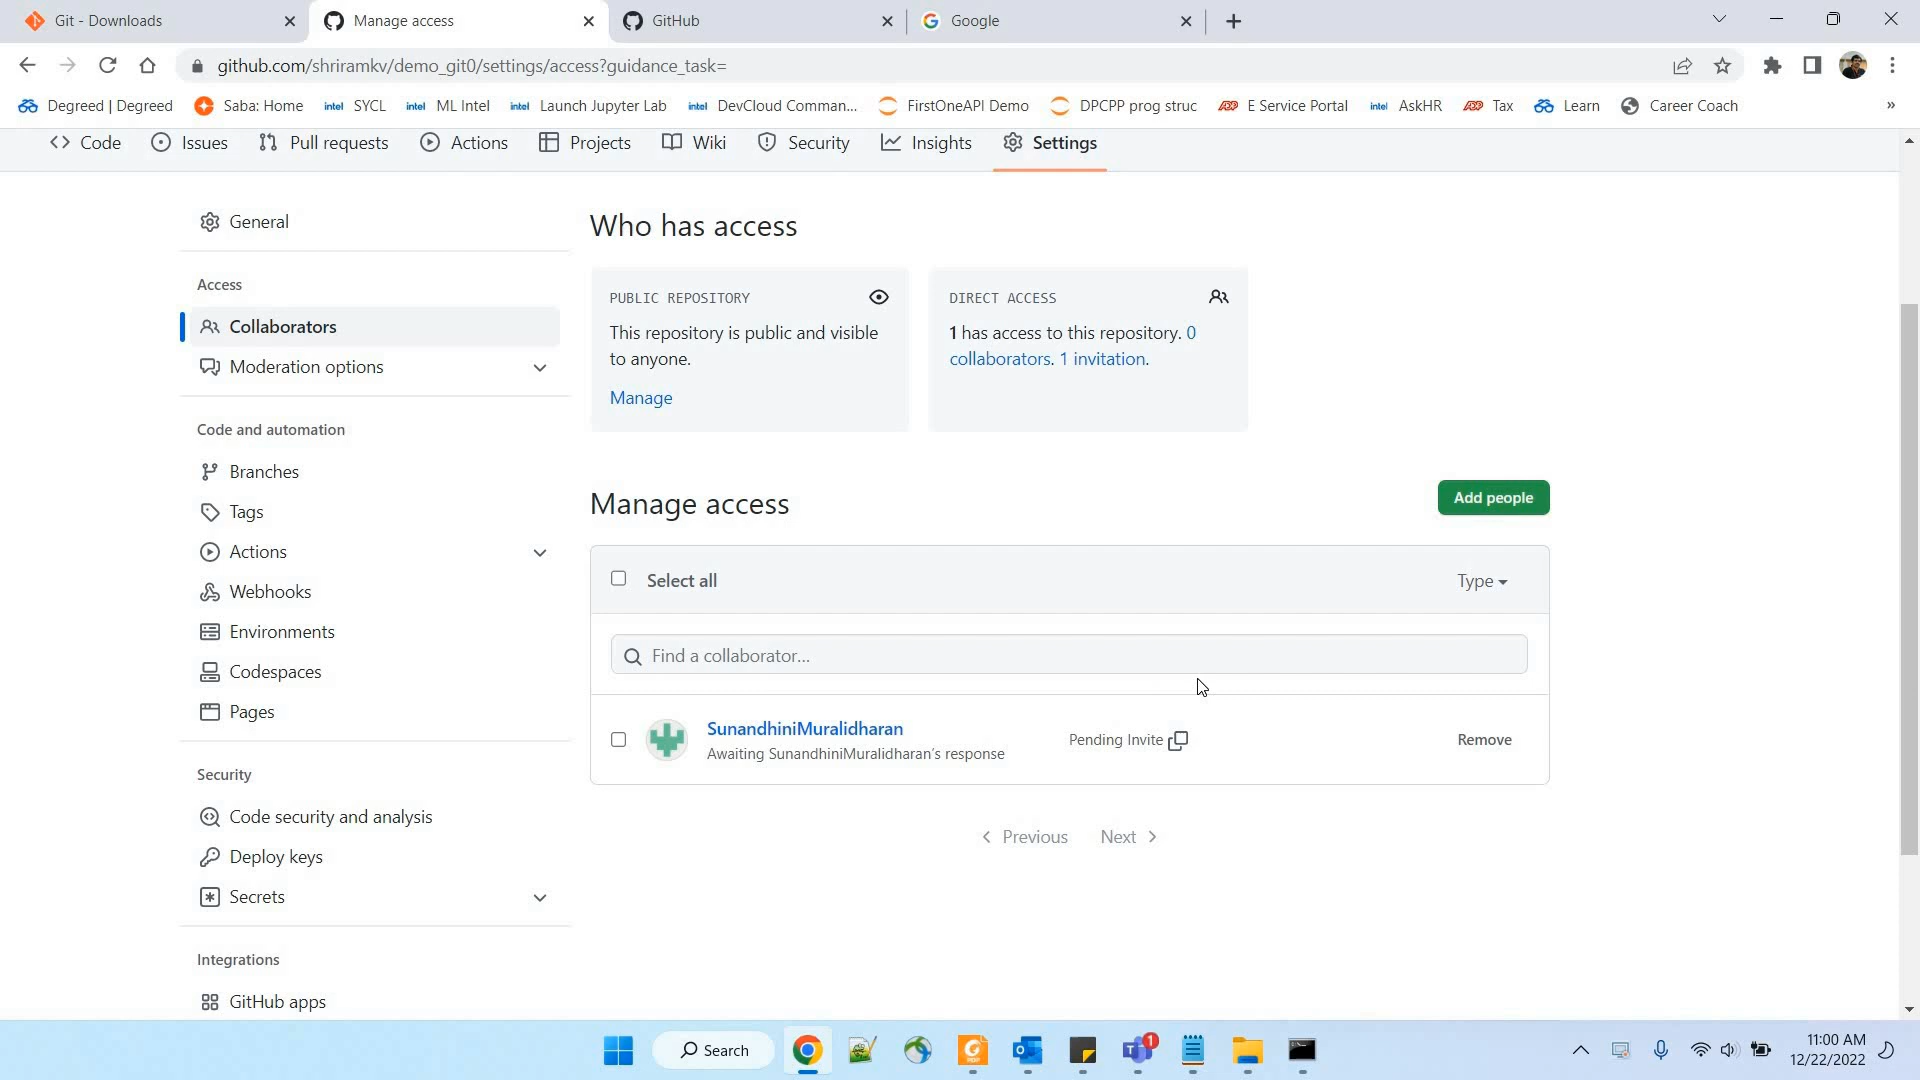 Git - Downloads
Manage access
GitHub
Google
github.com/shriramkv/demo_git0/settings/access?guidance_task=
Degreed | Degreed
Saba: Home
intel SYCL
intel ML Intel
intel Launch Jupyter Lab
intel DevCloud Comman...
FirstOneAPI Demo
DPCPP prog struc
E Service Portal
intel AskHR
Tax
Learn
Career Coach
»
Code
Issues
Pull requests
Actions
Projects
Wiki
Security
Insights
Settings
General
Access
Collaborators
Moderation options
Code and automation
Branches
Tags
Actions
Webhooks
Environments
Codespaces
Pages
Security
Code security and analysis
Deploy keys
Secrets
Integrations
GitHub apps
Who has access
PUBLIC REPOSITORY
This repository is public and visible
to anyone.
Manage
DIRECT ACCESS
1 has access to this repository. 0
collaborators. 1 invitation.
Manage access
Add people
Select all
Type
Find a collaborator...
SunandhiniMuralidharan
Awaiting SunandhiniMuralidharan's response
Pending Invite
Remove
Previous
Next
Search
1
11:00 AM
12/22/2022